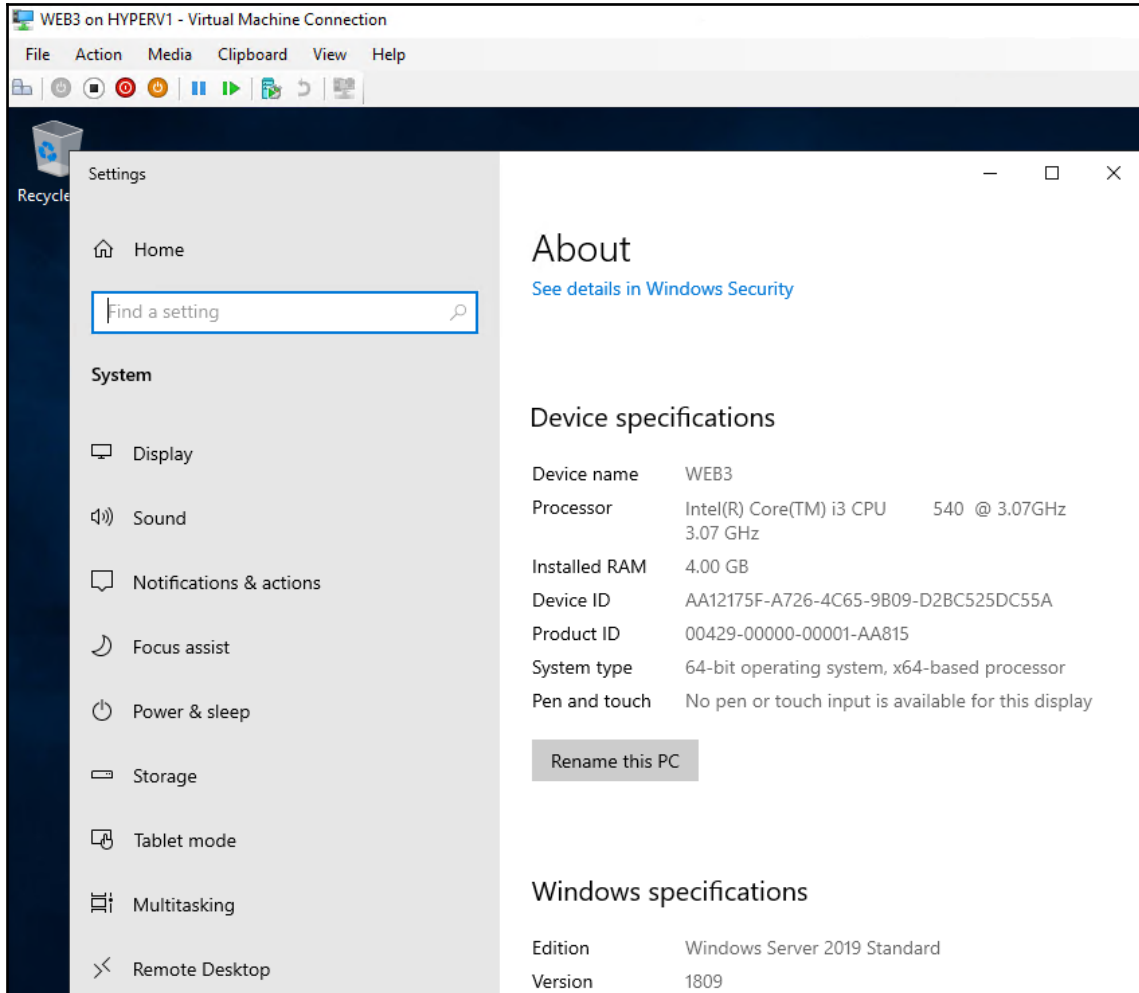 WEB3 on HYPERV1 - Virtual Machine Connection
File Action Media Clipboard View Help
Recycle
Settings
Home
Find a setting
System
Display
Sound
Notifications & actions
Focus assist
Power & sleep
Storage
Tablet mode
Multitasking
Remote Desktop
About
See details in Windows Security
Device specifications
Device name WEB3
Processor Intel(R) Core(TM) i3 CPU 540 @ 3.07GHz
3.07 GHz
Installed RAM 4.00 GB
Device ID AA12175F-A726-4C65-9B09-D2BC525DC55A
Product ID 00429-00000-00001-AA815
System type 64-bit operating system, x64-based processor
Pen and touch No pen or touch input is available for this display
Rename this PC
Windows specifications
Edition Windows Server 2019 Standard
Version 1809